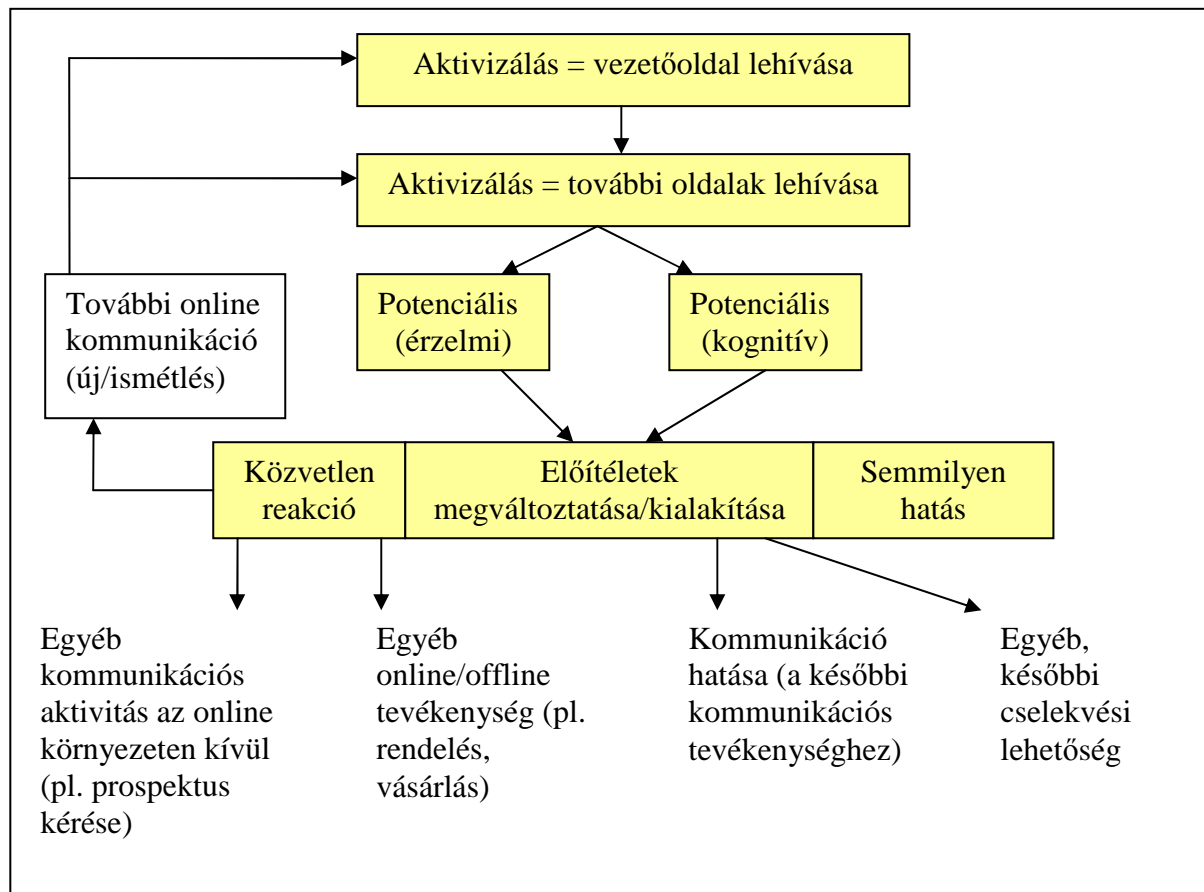 Aktivizálás = vezetőoldal lehívása
Aktivizálás = további oldalak lehívása
További online
kommunikáció
(új/ismétlés)
Potenciális
(érzelmi)
Potenciális
(kognitív)
Közvetlen
reakció
Előítéletek
megváltoztatása/kialakítása
Semmilyen
hatás
Egyéb
kommunikációs
aktivitás az online
környezeten kívül
(pl. prospektus
kérése)
Egyéb
online/offline
tevékenység (pl.
rendelés,
vásárlás)
Kommunikáció
hatása (a későbbi
kommunikációs
tevékenységhez)
Egyéb,
későbbi
cselekvési
lehetőség